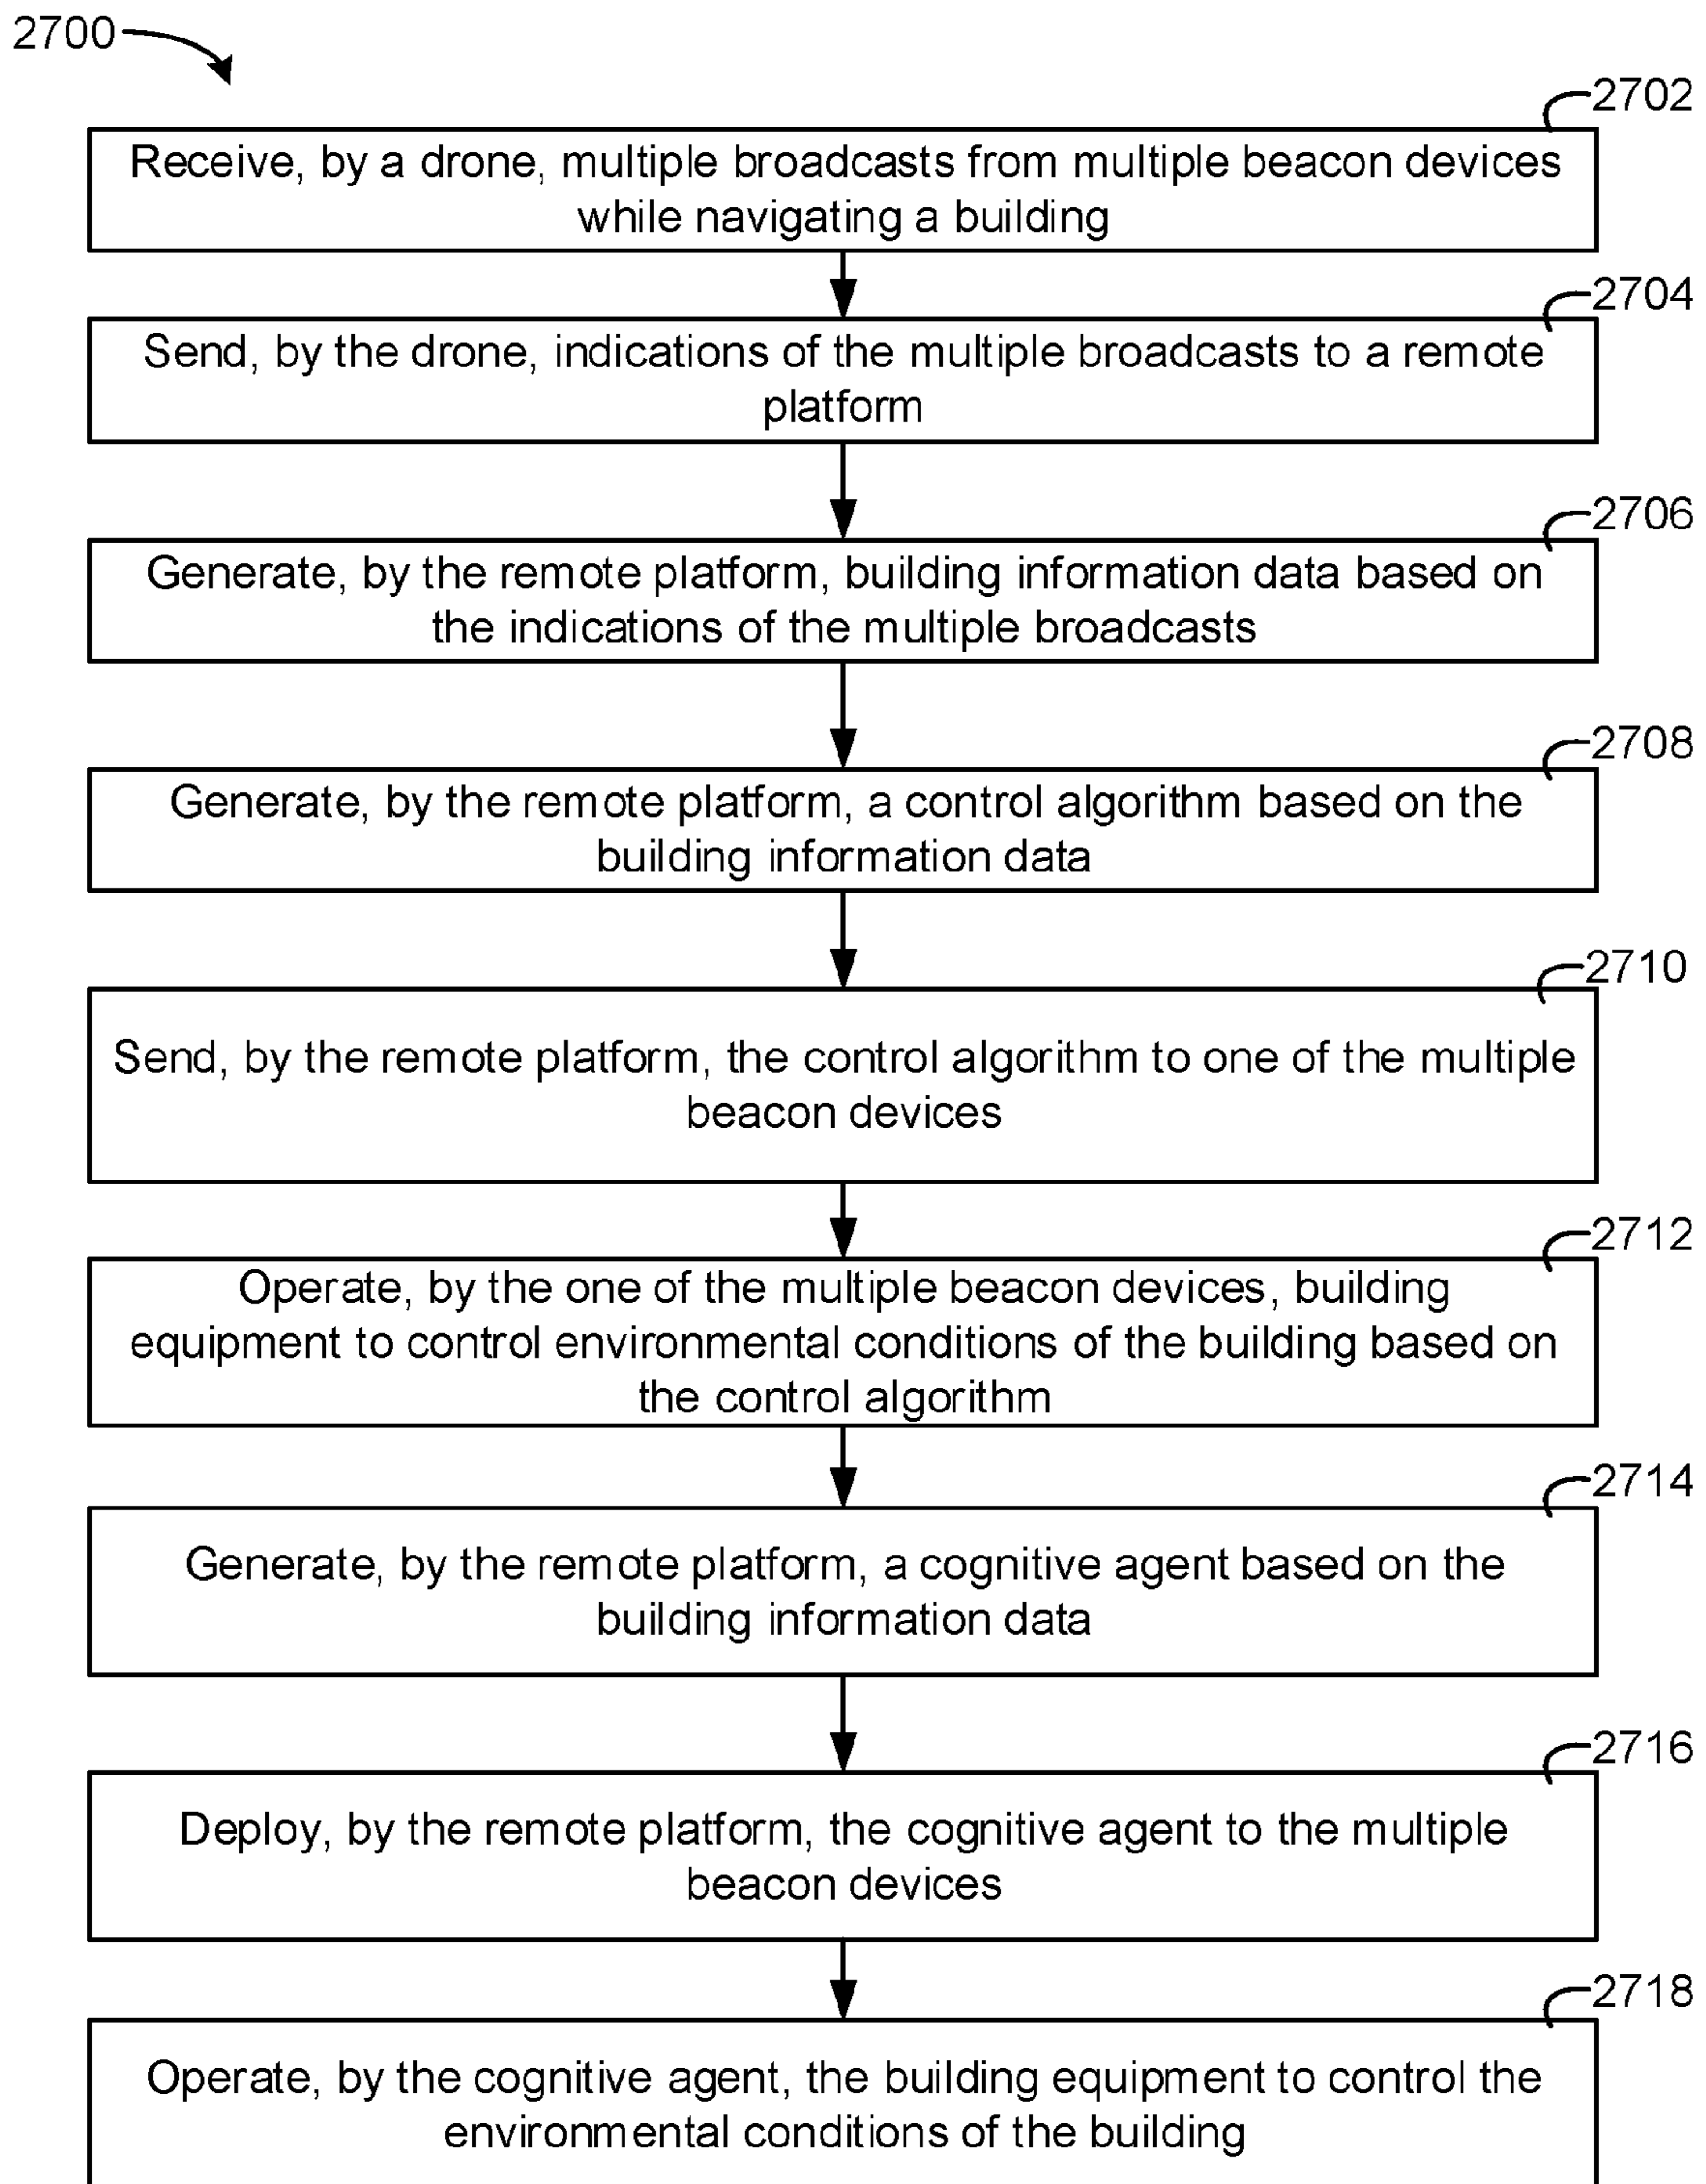 2700
2702
Receive, by a drone, multiple broadcasts from multiple beacon devices
while navigating a building
2704
Send, by the drone, indications of the multiple broadcasts to a remote
platform
2706
Generate, by the remote platform, building information data based on
the indications of the multiple broadcasts
2708
Generate, by the remote platform, a control algorithm based on the
building information data
2710
Send, by the remote platform, the control algorithm to one of the multiple
beacon devices
2712
Operate, by the one of the multiple beacon devices, building
equipment to control environmental conditions of the building based on
the control algorithm
2714
Generate, by the remote platform, a cognitive agent based on the
building information data
2716
Deploy, by the remote platform, the cognitive agent to the multiple
beacon devices
2718
Operate, by the cognitive agent, the building equipment to control the
environmental conditions of the building